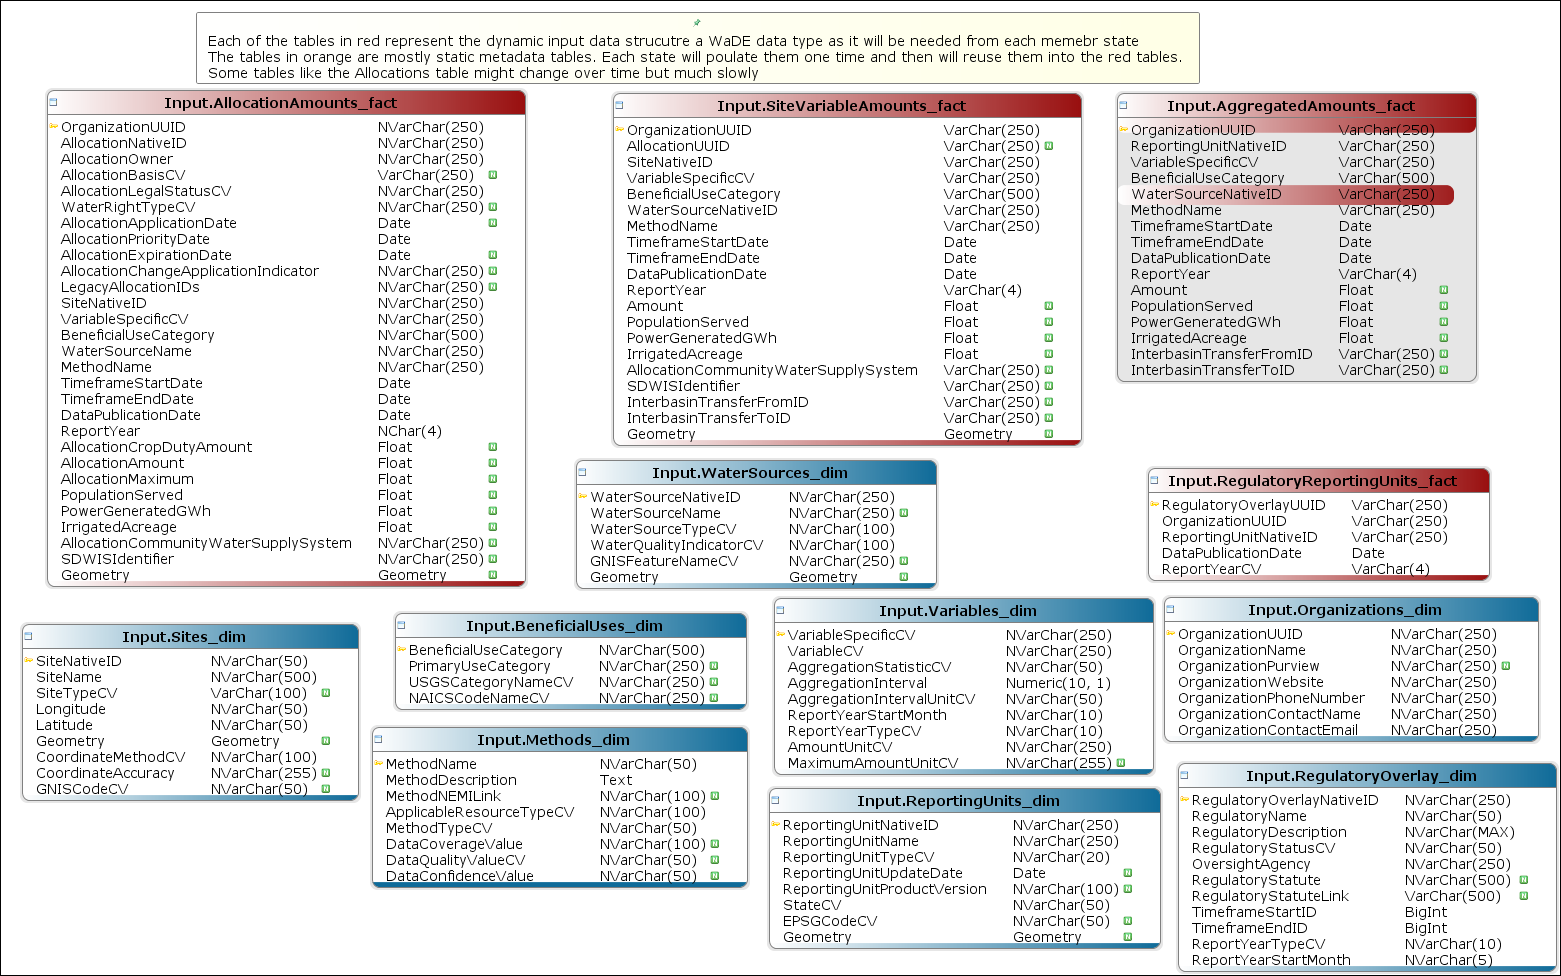 Each of the tables in red represent the dynamic input data strucutre a WaDE data type as it will be needed from each memebr state
The tables in orange are mostly static metadata tables. Each state will poulate them one time and then will reuse them into the red tables.
Some tables like the Allocations table might change over time but much slowly
Input.AllocationAmounts_fact
OrganizationUUID NVarChar(250)
AllocationNativeID NVarChar(250)
AllocationOwner NVarChar(250)
AllocationBasisCV VarChar(250) N
AllocationLegalStatusCV NVarChar(250)
WaterRightTypeCV NVarChar(250) N
AllocationApplicationDate Date N
AllocationPriorityDate Date
AllocationExpirationDate Date N
AllocationChangeApplicationIndicator NVarChar(250) N
LegacyAllocationIDs NVarChar(250) N
SiteNativeID NVarChar(250)
VariableSpecificCV NVarChar(250)
BeneficialUseCategory NVarChar(500)
WaterSourceName NVarChar(250)
MethodName NVarChar(250)
TimeframeStartDate Date
TimeframeEndDate Date
DataPublicationDate Date
ReportYear NChar(4)
AllocationCropDutyAmount Float N
AllocationAmount Float N
AllocationMaximum Float N
PopulationServed Float N
PowerGeneratedGWh Float N
IrrigatedAcreage Float N
AllocationCommunityWaterSupplySystem NVarChar(250) N
SDWISIdentifier NVarChar(250) N
Geometry Geometry N
Input.SiteVariableAmounts_fact
OrganizationUUID VarChar(250)
AllocationUUID VarChar(250) N
SiteNativeID VarChar(250)
VariableSpecificCV VarChar(250)
BeneficialUseCategory VarChar(500)
WaterSourceNativeID VarChar(250)
MethodName VarChar(250)
TimeframeStartDate Date
TimeframeEndDate Date
DataPublicationDate Date
ReportYear VarChar(4)
Amount Float N
PopulationServed Float N
PowerGeneratedGWh Float N
IrrigatedAcreage Float N
AllocationCommunityWaterSupplySystem VarChar(250) N
SDWISIdentifier VarChar(250) N
InterbasinTransferFromID VarChar(250) N
InterbasinTransferToID VarChar(250) N
Geometry Geometry N
Input.AggregatedAmounts_fact
OrganizationUUID VarChar(250)
ReportingUnitNativeID VarChar(250)
VariableSpecificCV VarChar(250)
BeneficialUseCategory VarChar(500)
WaterSourceNativeID VarChar(250)
MethodName VarChar(250)
TimeframeStartDate Date
TimeframeEndDate Date
DataPublicationDate Date
ReportYear VarChar(4)
Amount Float N
PopulationServed Float N
PowerGeneratedGWh Float N
IrrigatedAcreage Float N
InterbasinTransferFromID VarChar(250) N
InterbasinTransferToID VarChar(250) N
Input.WaterSources_dim
WaterSourceNativeID NVarChar(250)
WaterSourceName NVarChar(250) N
WaterSourceTypeCV NVarChar(100)
WaterQualityIndicatorCV NVarChar(100)
GNISFeatureNameCV NVarChar(250) N
Geometry Geometry N
Input.RegulatoryReportingUnits_fact
RegulatoryOverlayUUID VarChar(250)
OrganizationUUID VarChar(250)
ReportingUnitNativeID VarChar(250)
DataPublicationDate Date
ReportYearCV VarChar(4)
Input.Sites_dim
SiteNativeID NVarChar(50)
SiteName NVarChar(500)
SiteTypeCV VarChar(100) N
Longitude NVarChar(50)
Latitude NVarChar(50)
Geometry Geometry N
CoordinateMethodCV NVarChar(100)
CoordinateAccuracy NVarChar(255) N
GNISCodeCV NVarChar(50) N
Input.BeneficialUses_dim
BeneficialUseCategory NVarChar(500)
PrimaryUseCategory NVarChar(250) N
USGSCategoryNameCV NVarChar(250) N
NAICSCodeNameCV NVarChar(250) N
Input.Methods_dim
MethodName NVarChar(50)
MethodDescription Text
MethodNEMILink NVarChar(100) N
ApplicableResourceTypeCV NVarChar(100)
MethodTypeCV NVarChar(50)
DataCoverageValue NVarChar(100) N
DataQualityValueCV NVarChar(50) N
DataConfidenceValue NVarChar(50) N
Input.Variables_dim
VariableSpecificCV NVarChar(250)
VariableCV NVarChar(250)
AggregationStatisticCV NVarChar(50)
AggregationInterval Numeric(10, 1)
AggregationIntervalUnitCV NVarChar(50)
ReportYearStartMonth NVarChar(10)
ReportYearTypeCV NVarChar(10)
AmountUnitCV NVarChar(250)
MaximumAmountUnitCV NVarChar(255) N
Input.ReportingUnits_dim
ReportingUnitNativeID NVarChar(250)
ReportingUnitName NVarChar(250)
ReportingUnitTypeCV NVarChar(20)
ReportingUnitUpdateDate Date N
ReportingUnitProductVersion NVarChar(100) N
StateCV NVarChar(50)
EPSGCodeCV NVarChar(50) N
Geometry Geometry N
Input.Organizations_dim
OrganizationUUID NVarChar(250)
OrganizationName NVarChar(250)
OrganizationPurview NVarChar(250) N
OrganizationWebsite NVarChar(250)
OrganizationPhoneNumber NVarChar(250)
OrganizationContactName NVarChar(250)
OrganizationContactEmail NVarChar(250)
Input.RegulatoryOverlay_dim
RegulatoryOverlayNativeID NVarChar(250)
RegulatoryName NVarChar(50)
RegulatoryDescription NVarChar(MAX)
RegulatoryStatusCV NVarChar(50)
OversightAgency NVarChar(250)
RegulatoryStatute NVarChar(500) N
RegulatoryStatuteLink VarChar(500) N
TimeframeStartID BigInt
TimeframeEndID BigInt
ReportYearTypeCV NVarChar(10)
ReportYearStartMonth NVarChar(5)